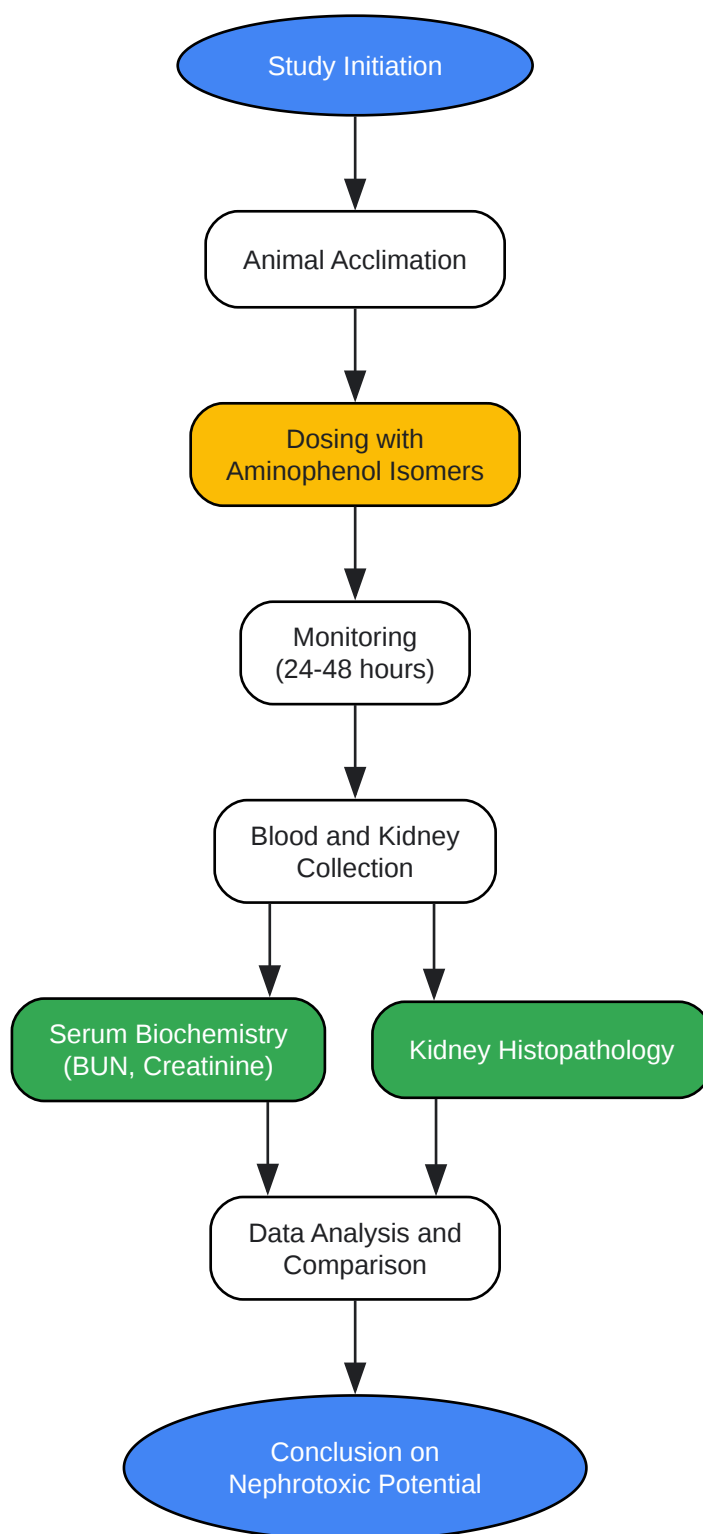 Study Initiation
Animal Acclimation
Dosing with
Aminophenol Isomers
Monitoring
(24-48 hours)
Blood and Kidney
Collection
Serum Biochemistry
(BUN, Creatinine)
Kidney Histopathology
Data Analysis and
Comparison
Conclusion on
Nephrotoxic Potential